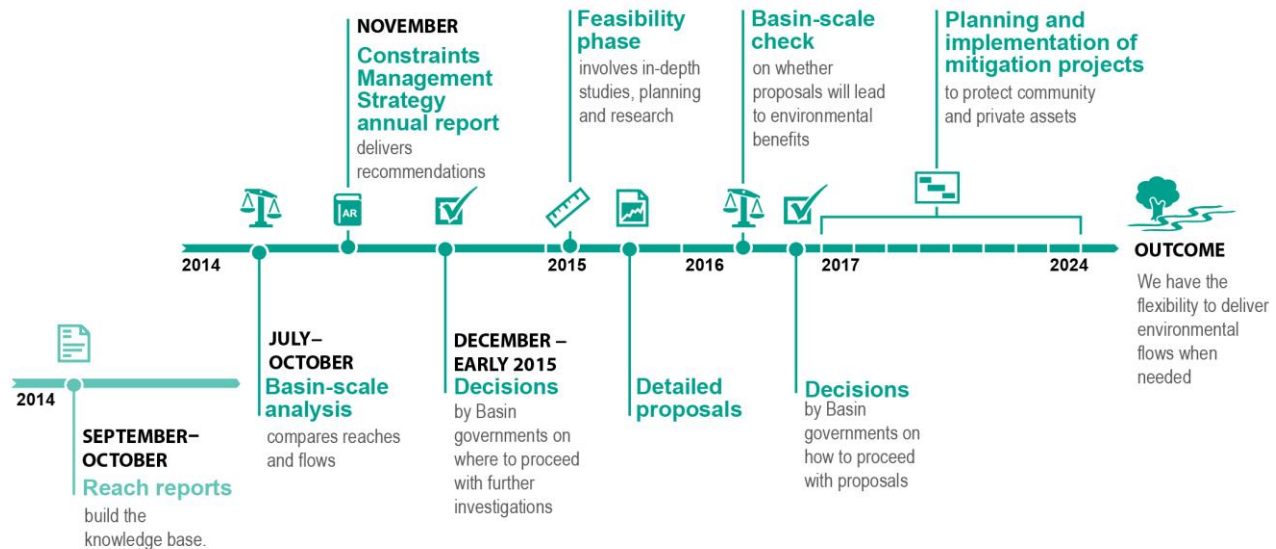 NOVEMBER
Constraints
Management
Strategy
annual report
delivers
recommendations
Feasibility
phase
involves in-depth
studies, planning
and research
Basin-scale
check
on whether
proposals will lead
to environmental
benefits
Planning and
implementation of
mitigation projects
to protect community
and private assets
AR
2014
2015
2016
2017
2024
OUTCOME
We have the
flexibility to deliver
environmental
flows when
needed
JULY–
OCTOBER
Basin-scale
analysis
compares reaches
and flows
DECEMBER –
EARLY 2015
Decisions
by Basin
governments on
where to proceed
with further
investigations
Detailed
proposals
Decisions
by Basin
governments on
how to proceed
with proposals
2014
SEPTEMBER–
OCTOBER
Reach reports
build the
knowledge base.